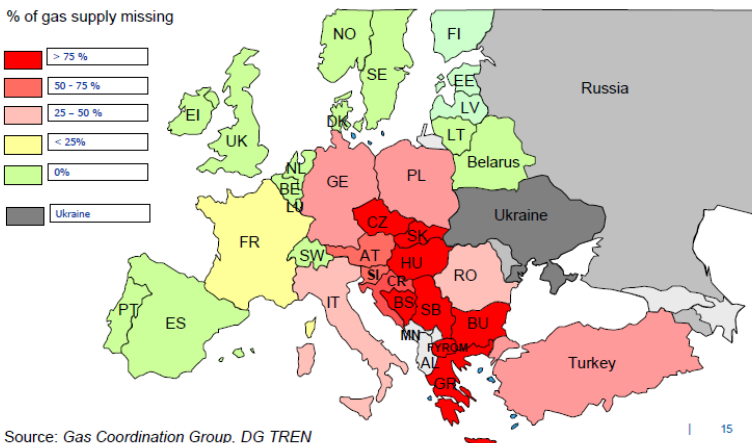 % of gas supply missing
> 75 %
50 - 75 %
25 – 50 %
< 25%
0%
Ukraine
NO
FI
SE
EE
Russia
LV
EI
DK
LT
UK
Belarus
NL
GE
PL
BE
LU
Ukraine
CZ
SK
FR
AT
HU
SW
SI
RO
CR
IT
BS
SB
PT
ES
BU
MN
FYROM
AL
Turkey
GR
Source: Gas Coordination Group, DG TREN
| 15